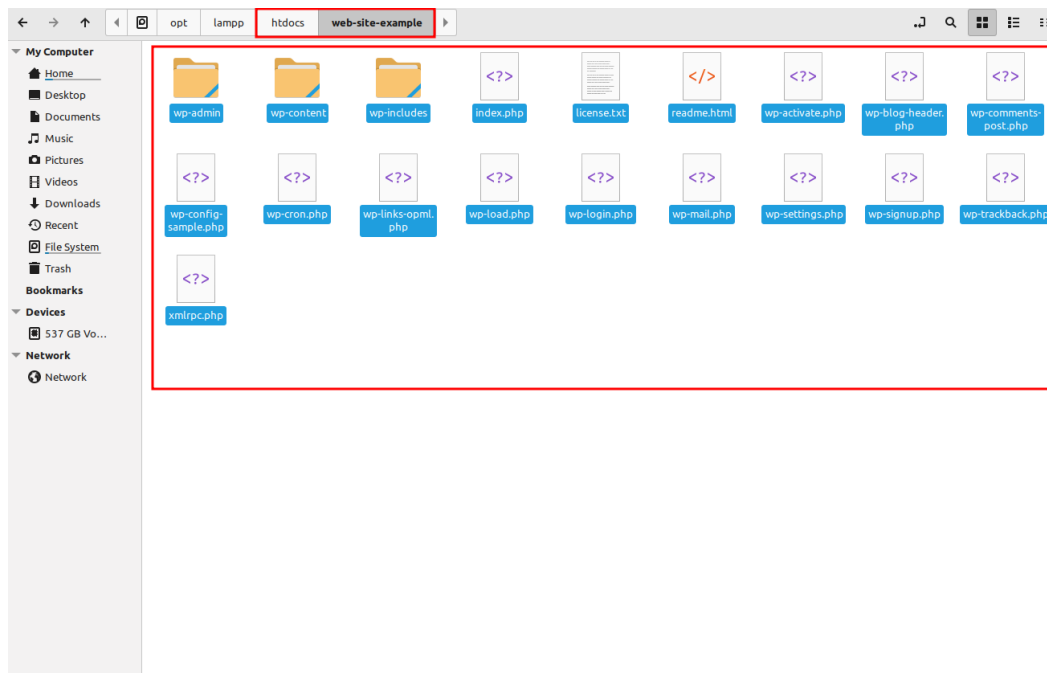 opt lampp htdocs web-site-example
My Computer
Home
Desktop
Documents
Music
Pictures
Videos
Downloads
Recent
File System
Trash
Bookmarks
Devices
537 GB Vo...
Network
Network
wp-admin wp-content wp-includes index.php license.txt readme.html wp-activate.php wp-blog-header. wp-comments-
php post.php
wp-config- wp-cron.php wp-links-opml. wp-load.php wp-login.php wp-mail.php wp-settings.php wp-signup.php wp-trackback.php
sample.php php
xmlrpc.php